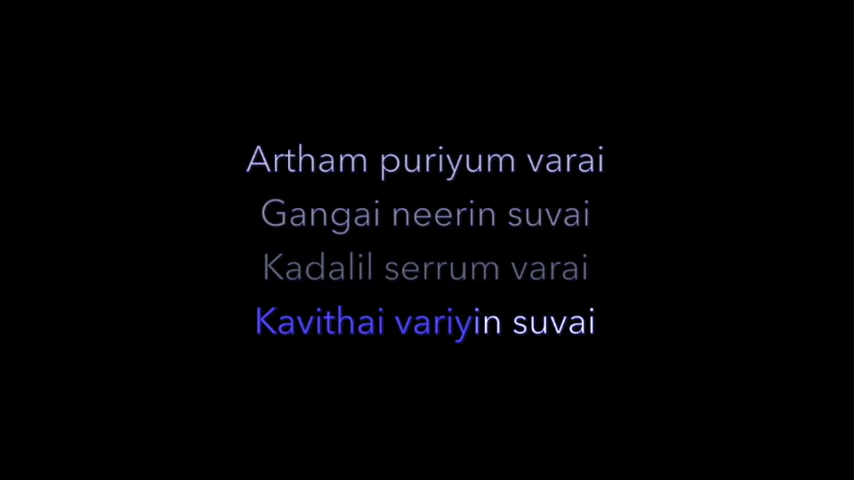 Artham puriyum varai
Gangai neerin suvai
Kadalil serrum varai
Kavithai variyin suvai